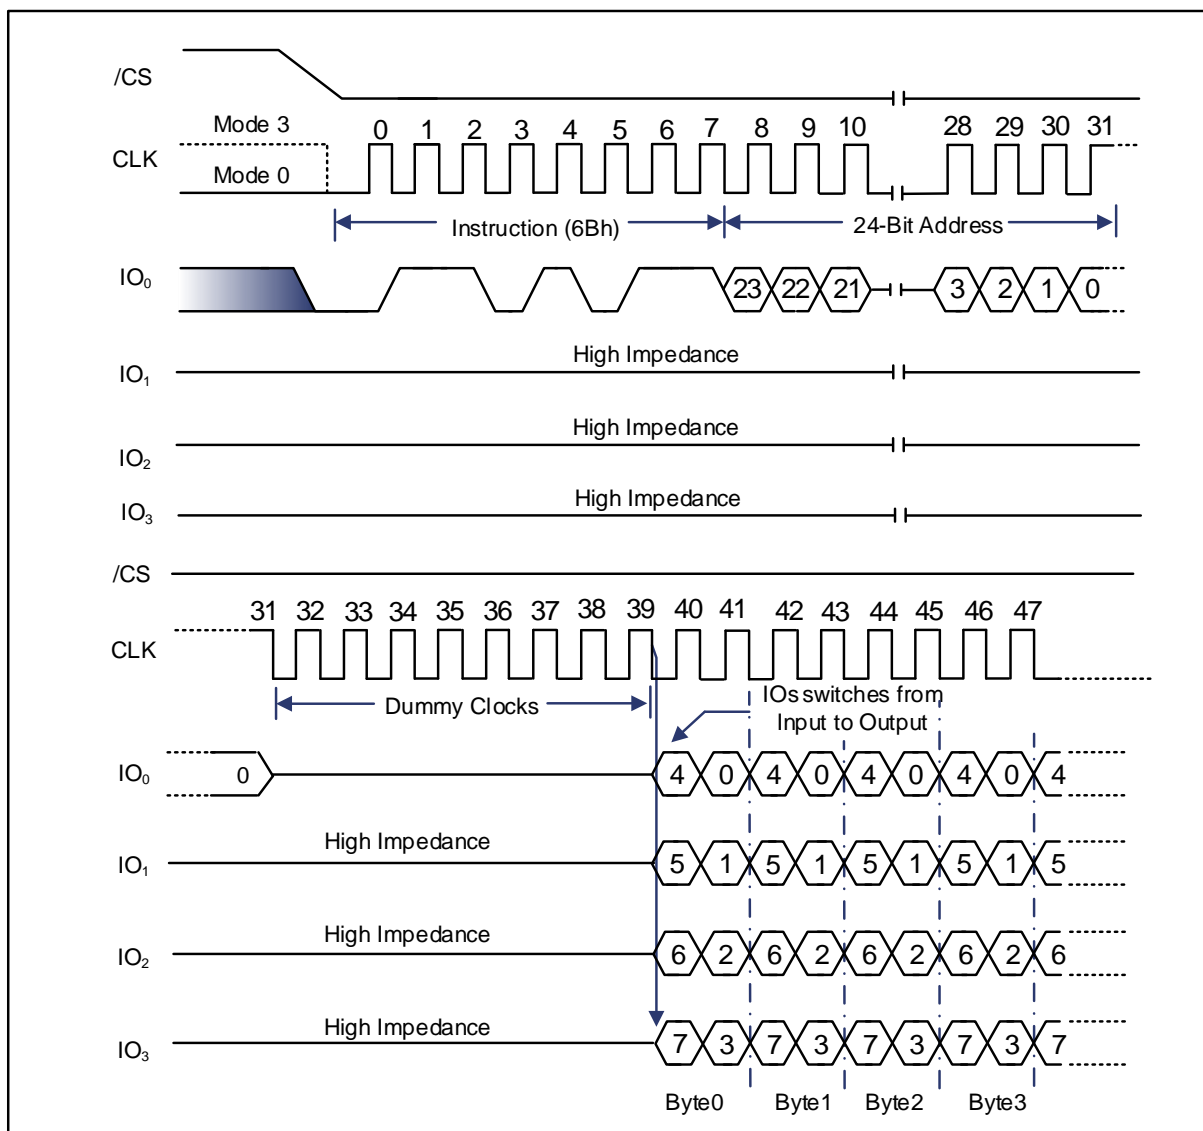 /CS
Mode 3
0 1 2 3 4 5 6 7 8 9 10 28 29 30 31
CLK
Mode 0
Instruction (6Bh)
24-Bit Address
IO₀
23 22 21 3 2 1 0
High Impedance
IO₁
High Impedance
IO₂
High Impedance
IO₃
/CS
31 32 33 34 35 36 37 38 39 40 41 42 43 44 45 46 47
CLK
Dummy Clocks
IOs switches from
Input to Output
IO₀
0 4 0 4 0 4 0 4 0 4
High Impedance
IO₁
5 1 5 1 5 1 5 1 5
High Impedance
IO₂
6 2 6 2 6 2 6 2 6
High Impedance
IO₃
7 3 7 3 7 3 7 3 7
Byte0 Byte1 Byte2 Byte3